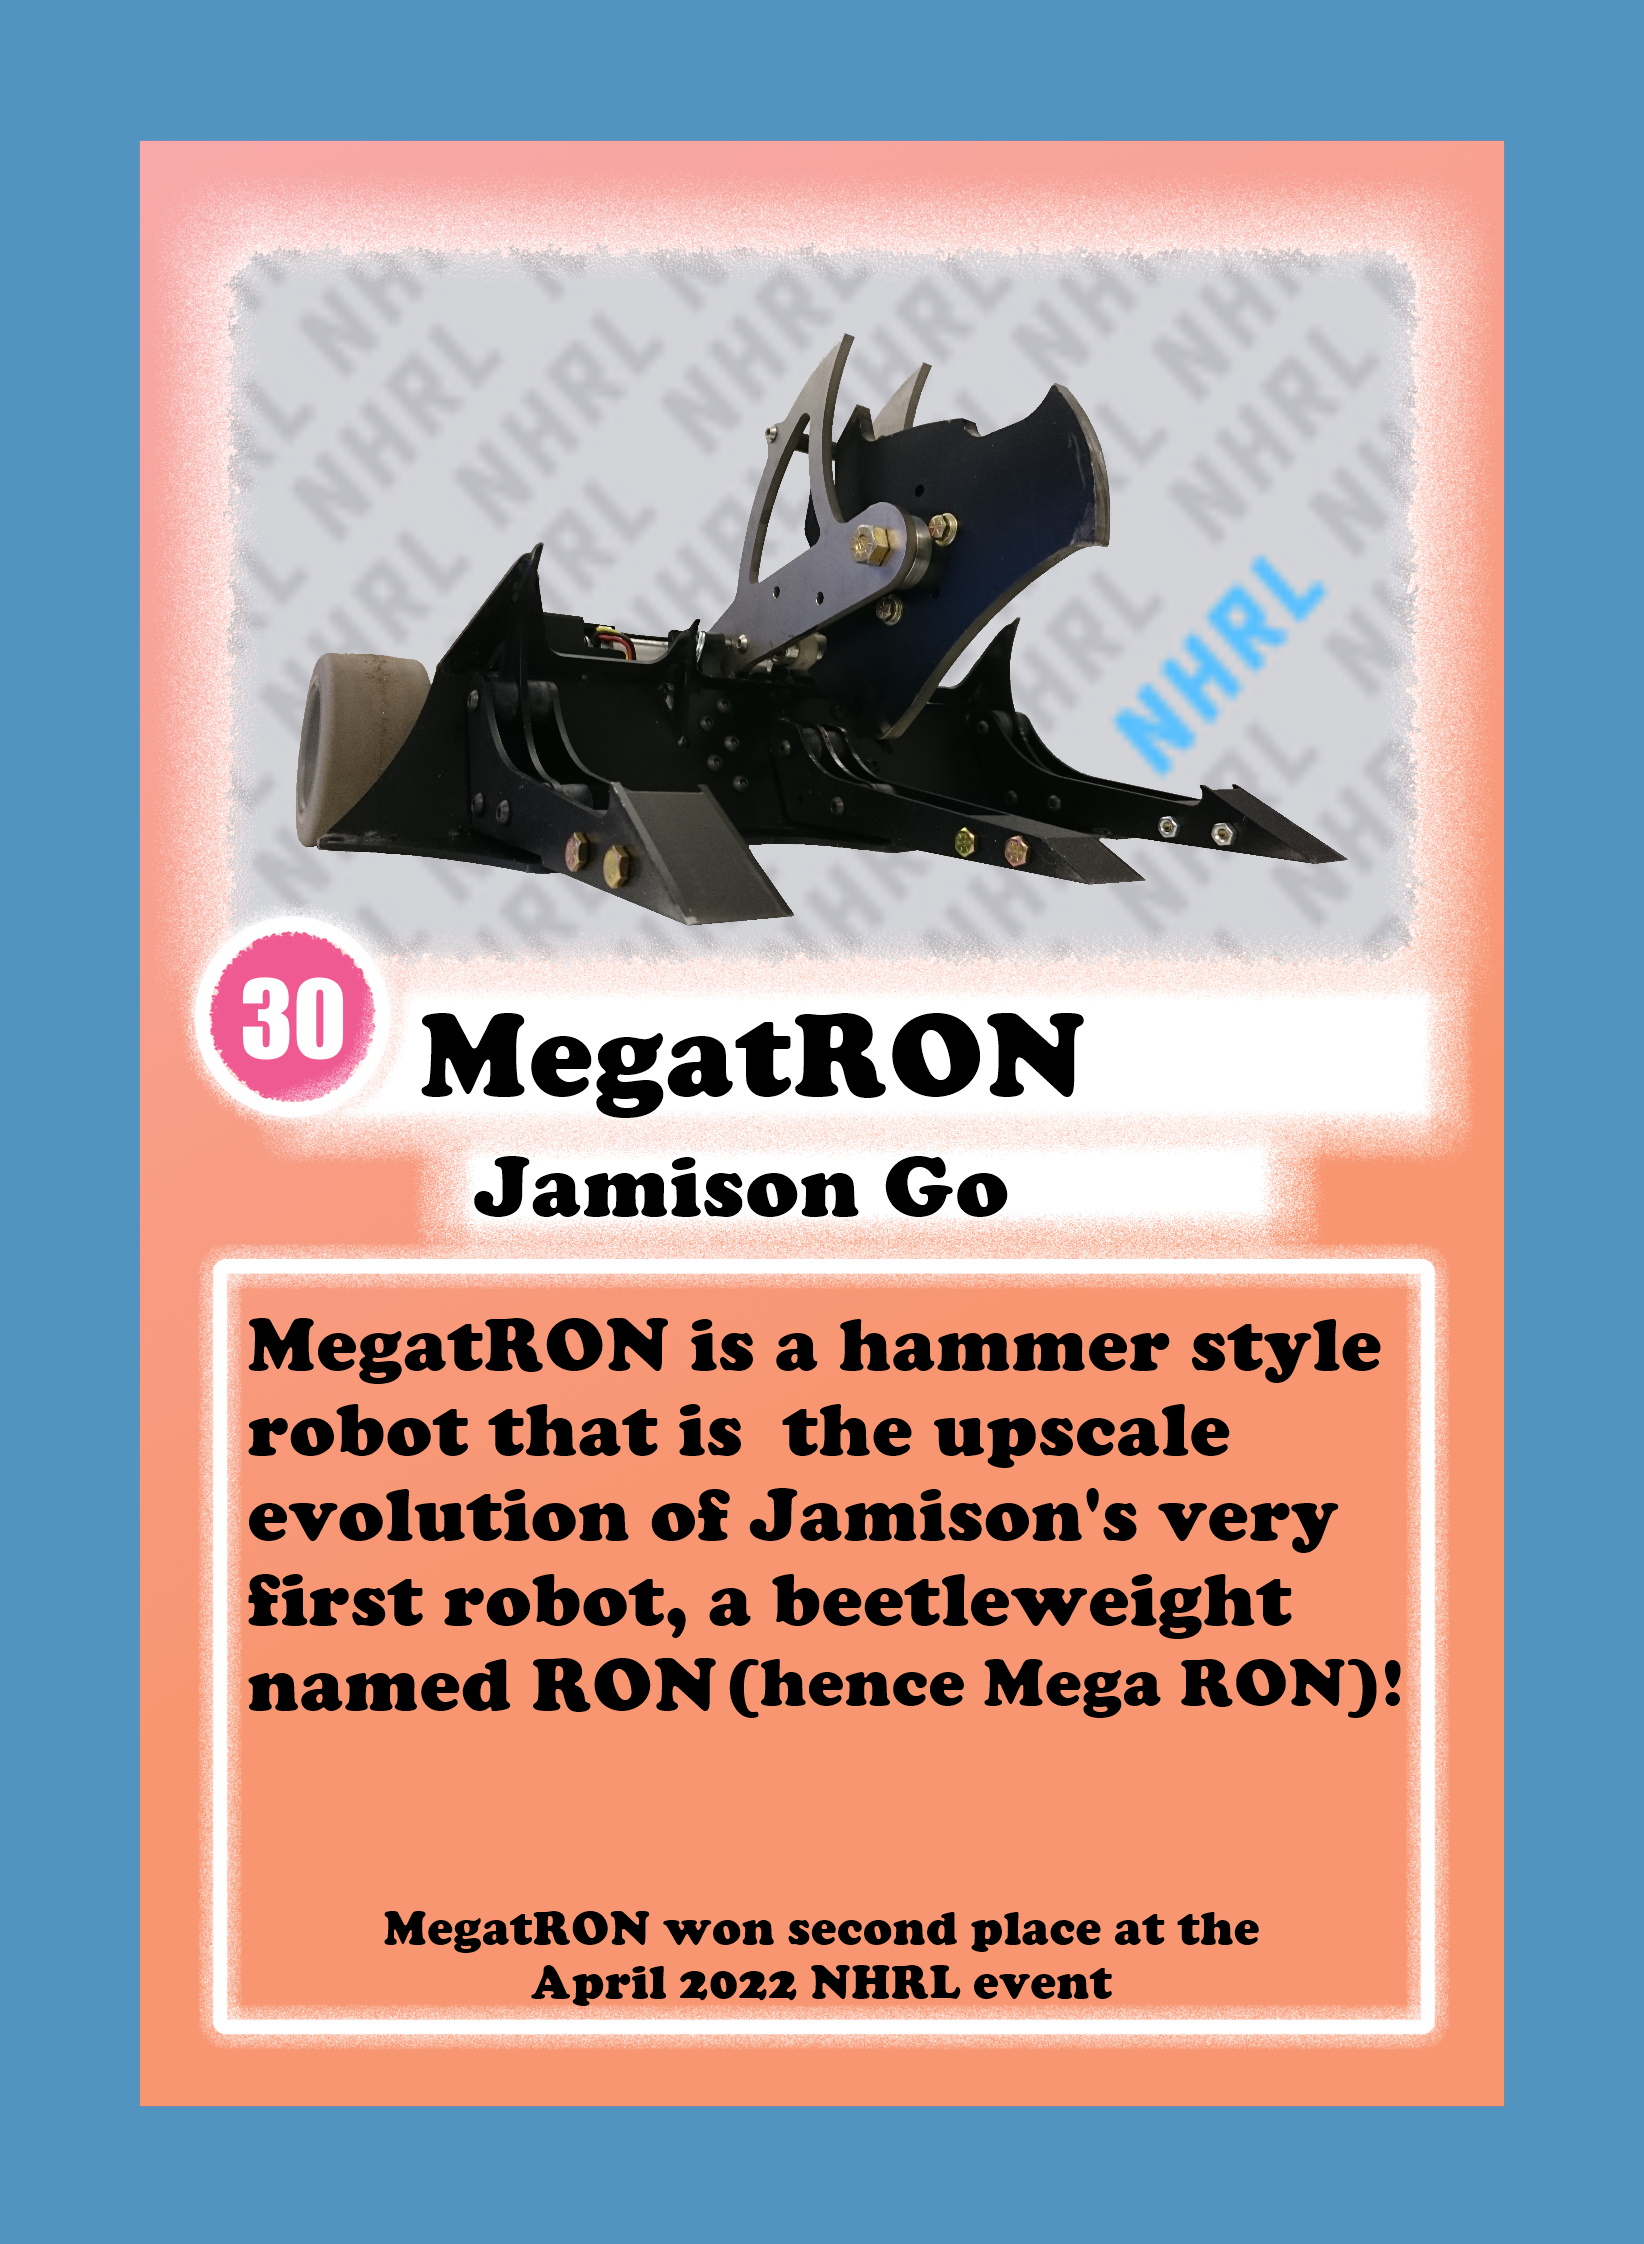 NHRL
30
MegatRON
Jamison Go
MegatRON is a hammer style
robot that is the upscale
evolution of Jamison's very
first robot, a beetleweight
named RON (hence Mega RON)!
MegatRON won second place at the
April 2022 NHRL event